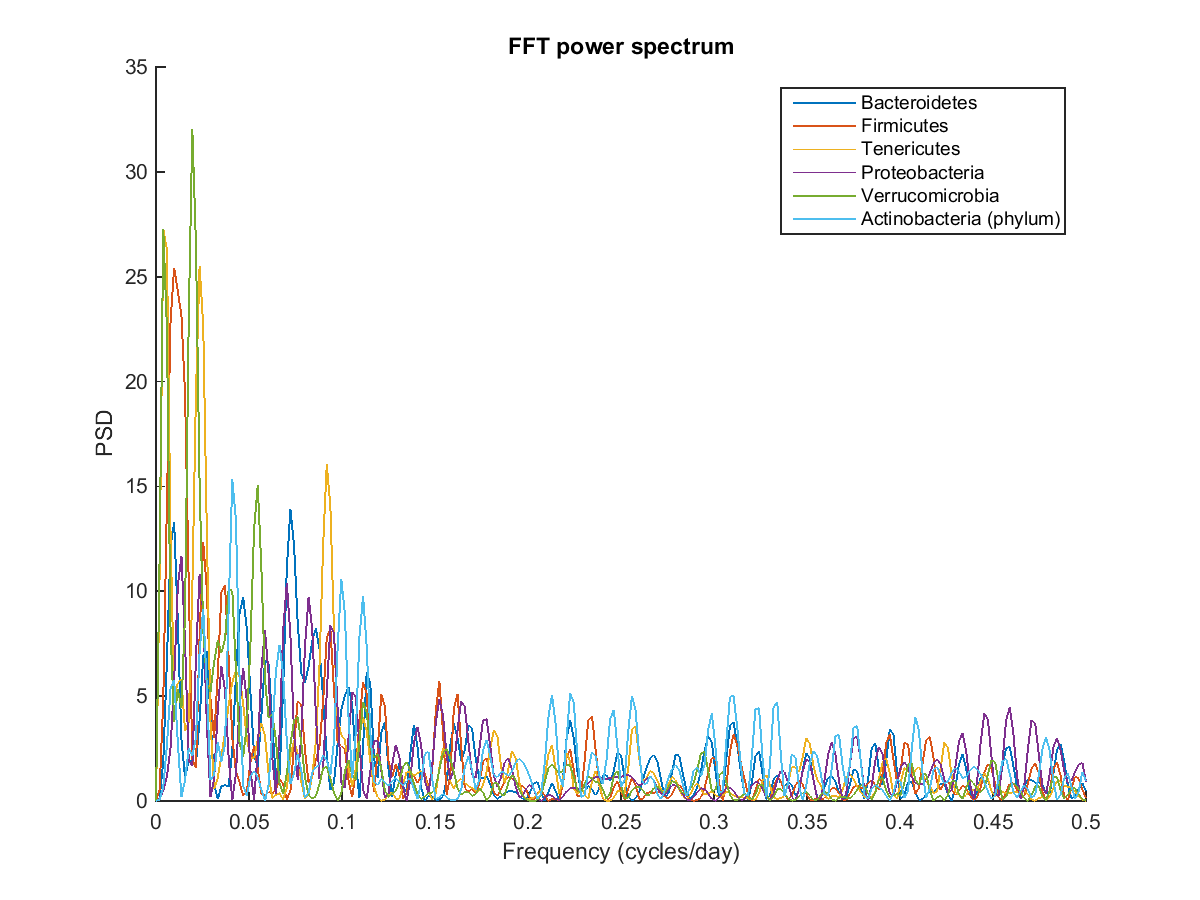 FFT power spectrum
35
30
25
20
15
10
5
0
PSD
Bacteroidetes
Firmicutes
Tenericutes
Proteobacteria
Verrucomicrobia
Actinobacteria (phylum)
0 0.05 0.1 0.15 0.2 0.25 0.3 0.35 0.4 0.45 0.5
Frequency (cycles/day)